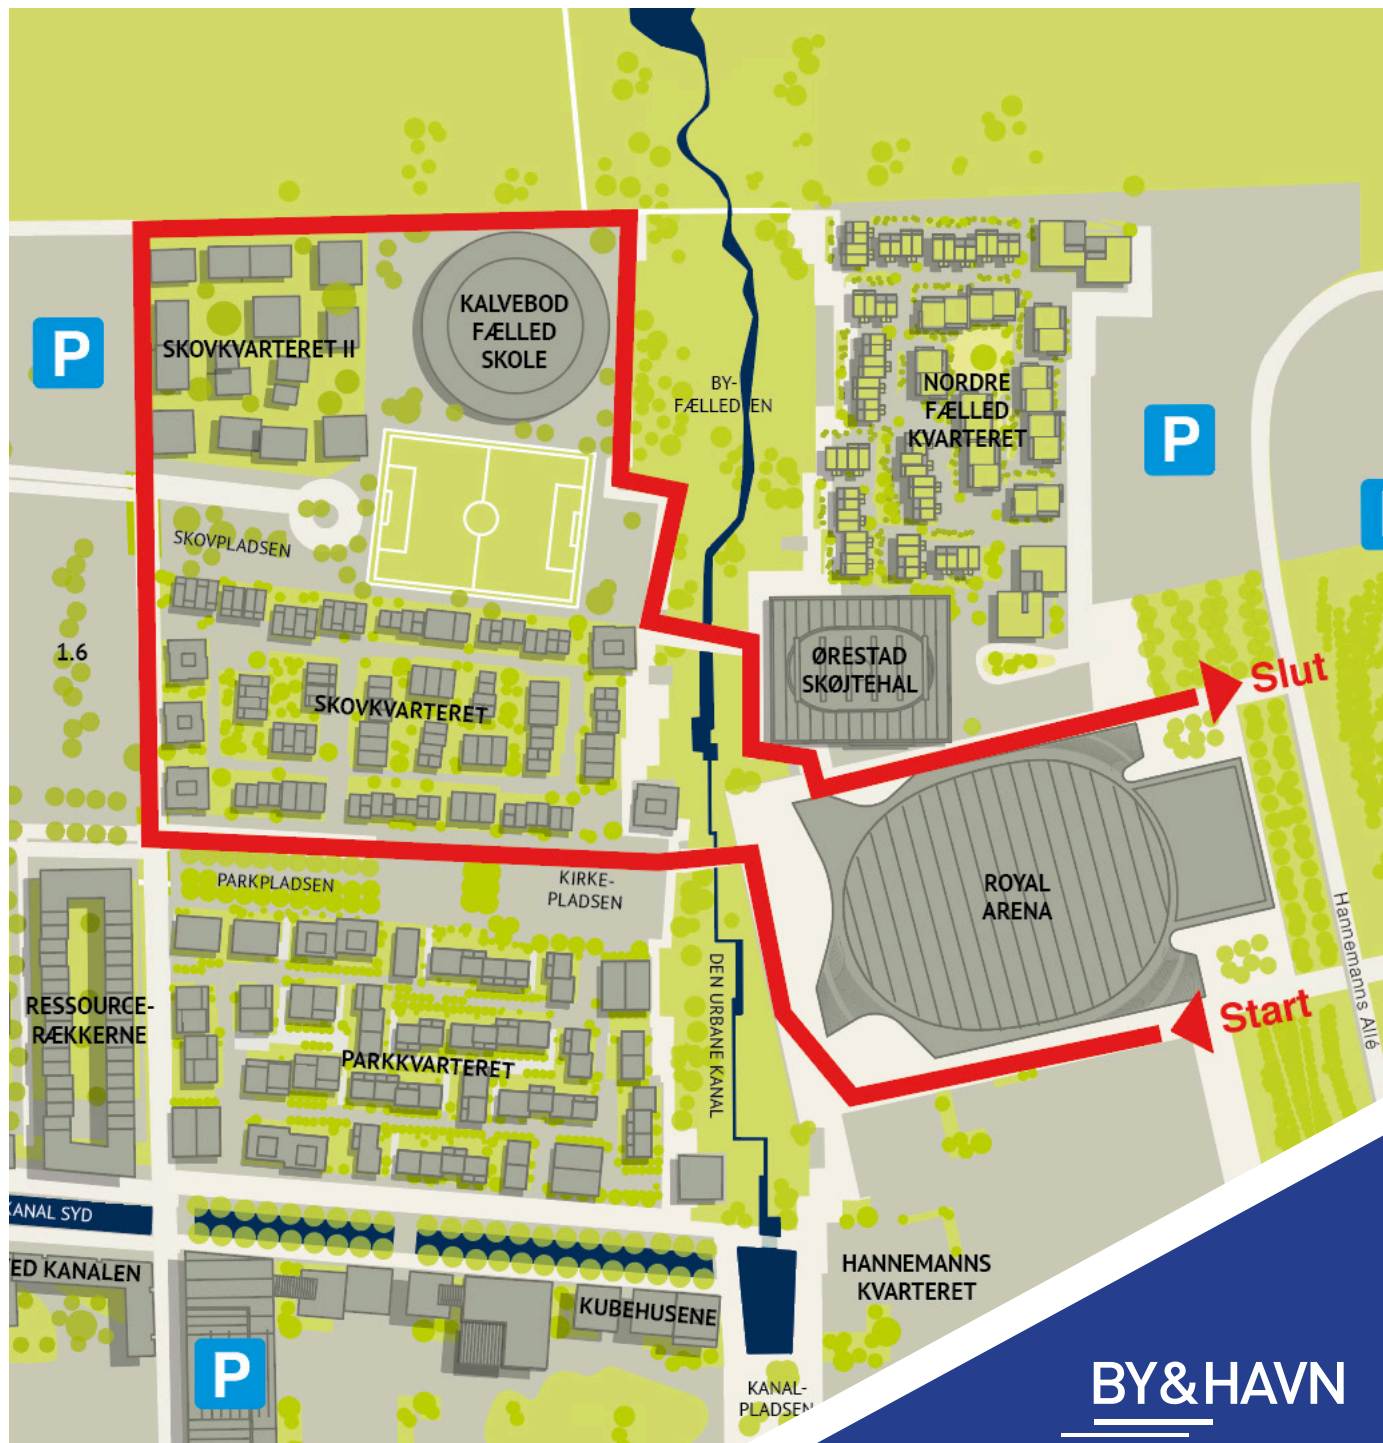 KALVEBOD
FÆLLED
SKOLE
SKOVKVARTERET II
P
BY-
FÆLLEDEN
NORDRE
FÆLLED
KVARTERET
P
SKOVPLADSEN
1.6
ØRESTAD
SKØJTEHAL
Slut
SKOVKVARTERET
PARKPLADSEN
KIRKE-
PLADSEN
ROYAL
ARENA
Hannemanns Allé
RESSOURCE-
RÆKKERNE
DEN URBANE KANAL
Start
PARKKVARTERET
KANAL SYD
ED KANALEN
HANNEMANNS
KVARTERET
KUBEHUSENE
P
KANAL-
PLADSEN
BY&HAVN